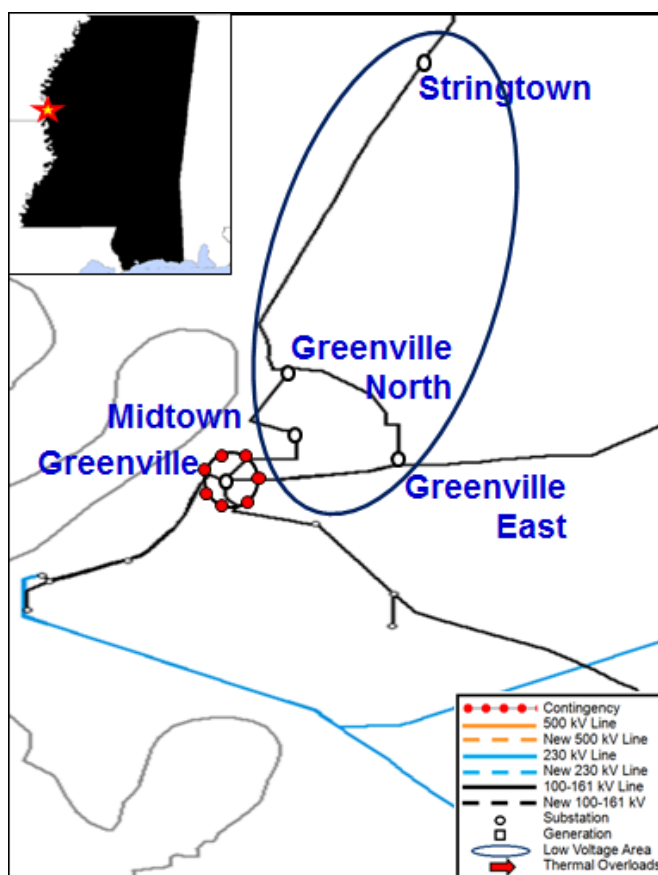 Stringtown
Greenville
North
Midtown
Greenville
Greenville
East
Contingency
500 kV Line
New 500 kV Line
230 kV Line
New 230 kV Line
100-161 kV Line
New 100-161 kV
Substation
Generation
Low Voltage Area
Thermal Overloads